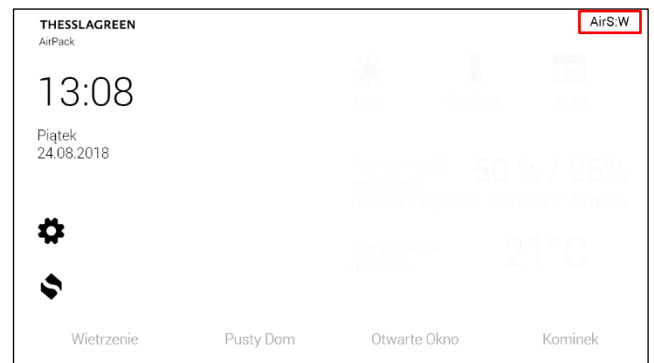 THESSLAGREEN
AirS:W
AirPack
13:08
Piątek
24.08.2018
31
Lato
Komfort
Auto
Intensywność
wentylacji
nawiew / wywiew
50 % / 25%
90 m³/h / 45 m³/h
Temperatura
nawiewu
21°C
Wietrzenie
Pusty Dom
Otwarte Okno
Kominek